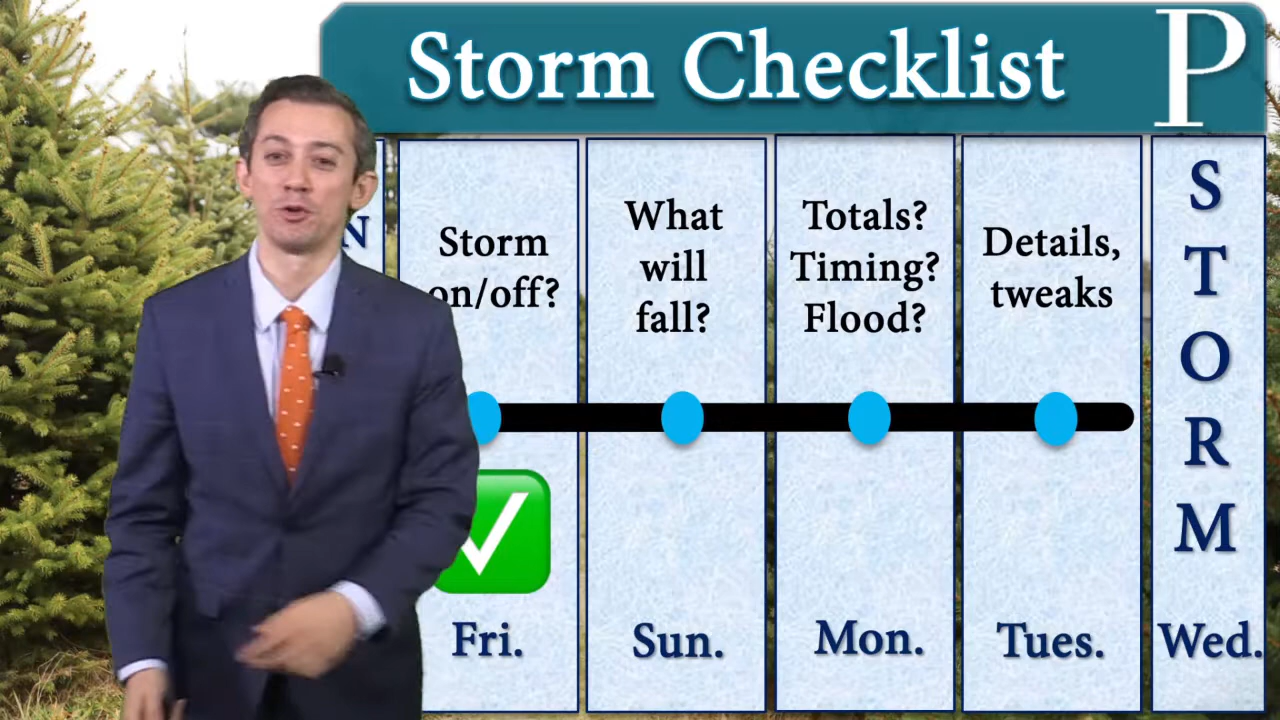 Storm Checklist
P
N
Storm
on/off?
What
will
fall?
Totals?
Timing?
Flood?
Details,
tweaks
S
T
O
R
M
Fri.
Sun.
Mon.
Tues.
Wed.